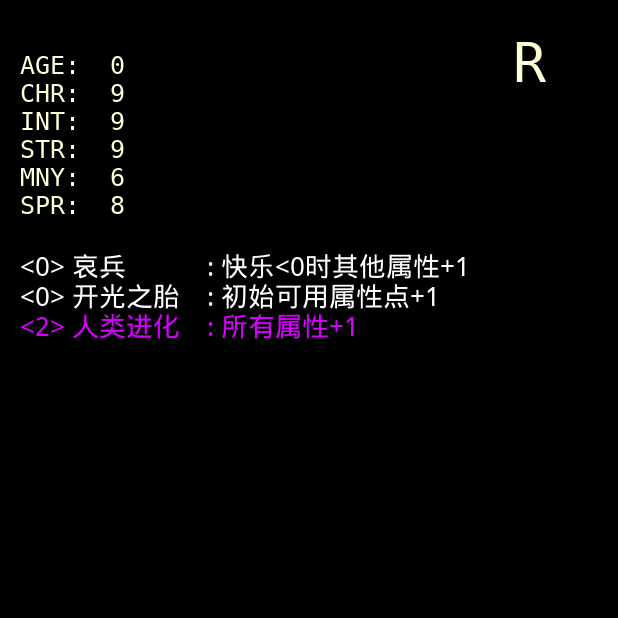 R
AGE: 0
CHR: 9
INT: 9
STR: 9
MNY: 6
SPR: 8
<0> 哀兵 : 快乐<0时其他属性+1
<0> 开光之胎 : 初始可用属性点+1
<2> 人类进化 : 所有属性+1